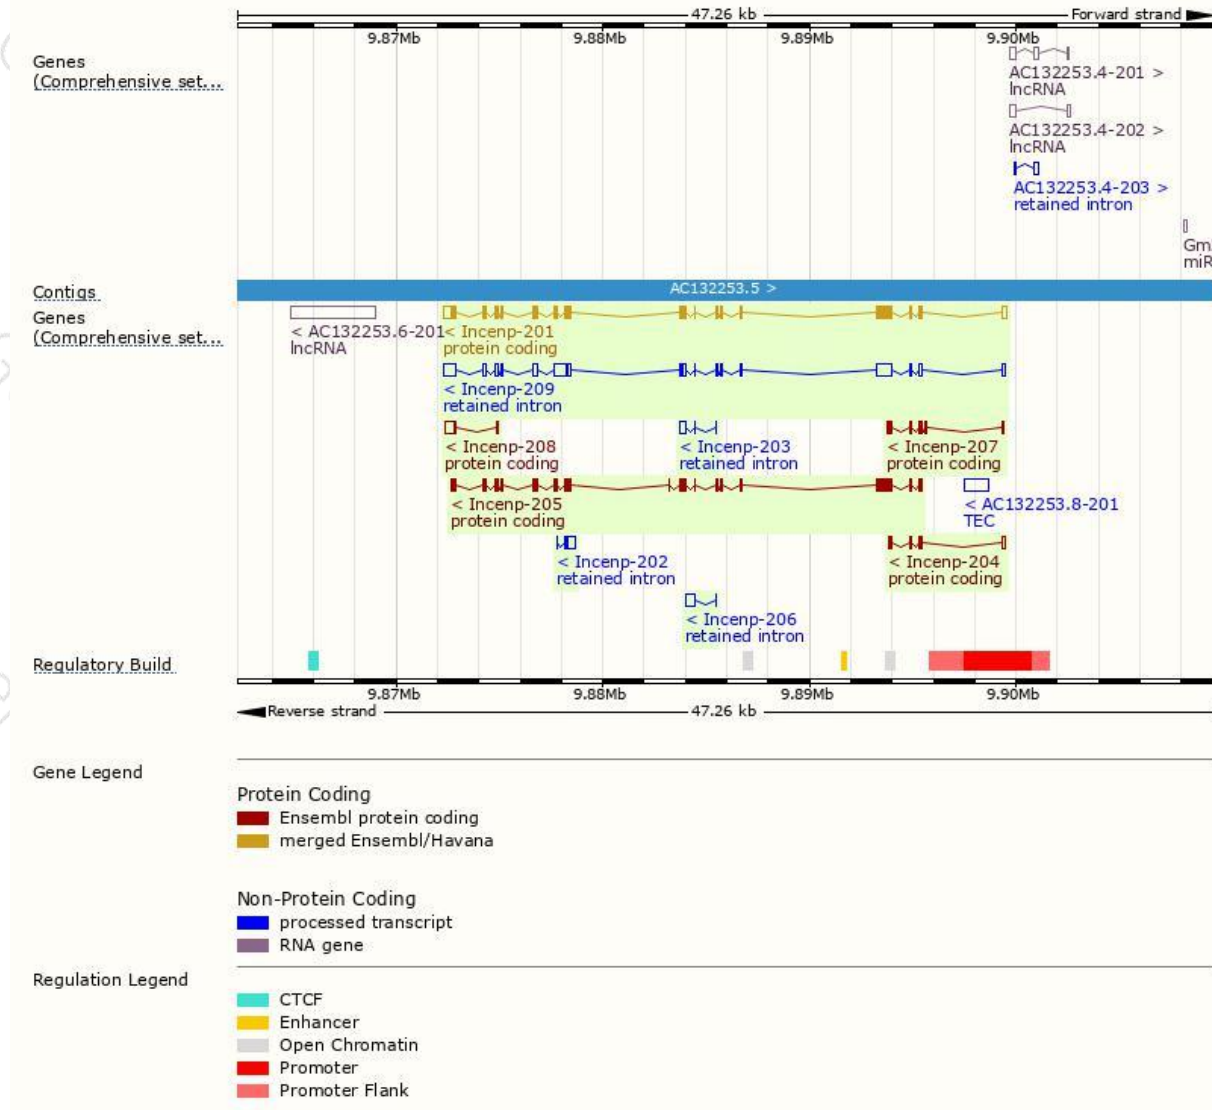 47.26 kb Forward strand
9.87Mb 9.88Mb 9.89Mb 9.90Mb
Genes
(Comprehensive set...
AC132253.4-201 >
lncRNA
AC132253.4-202 >
lncRNA
AC132253.4-203 >
retained intron
Gm
miR
Contigs
AC132253.5 >
Genes
(Comprehensive set...
< AC132253.6-201
lncRNA
< Incenp-201
protein coding
< Incenp-209
retained intron
< Incenp-208
protein coding
< Incenp-203
retained intron
< Incenp-207
protein coding
< Incenp-205
protein coding
< AC132253.8-201
TEC
< Incenp-202
retained intron
< Incenp-204
protein coding
< Incenp-206
retained intron
Regulatory Build
9.87Mb 9.88Mb 9.89Mb 9.90Mb
Reverse strand 47.26 kb
Gene Legend
Protein Coding
Ensembl protein coding
merged Ensembl/Havana
Non-Protein Coding
processed transcript
RNA gene
Regulation Legend
CTCF
Enhancer
Open Chromatin
Promoter
Promoter Flank